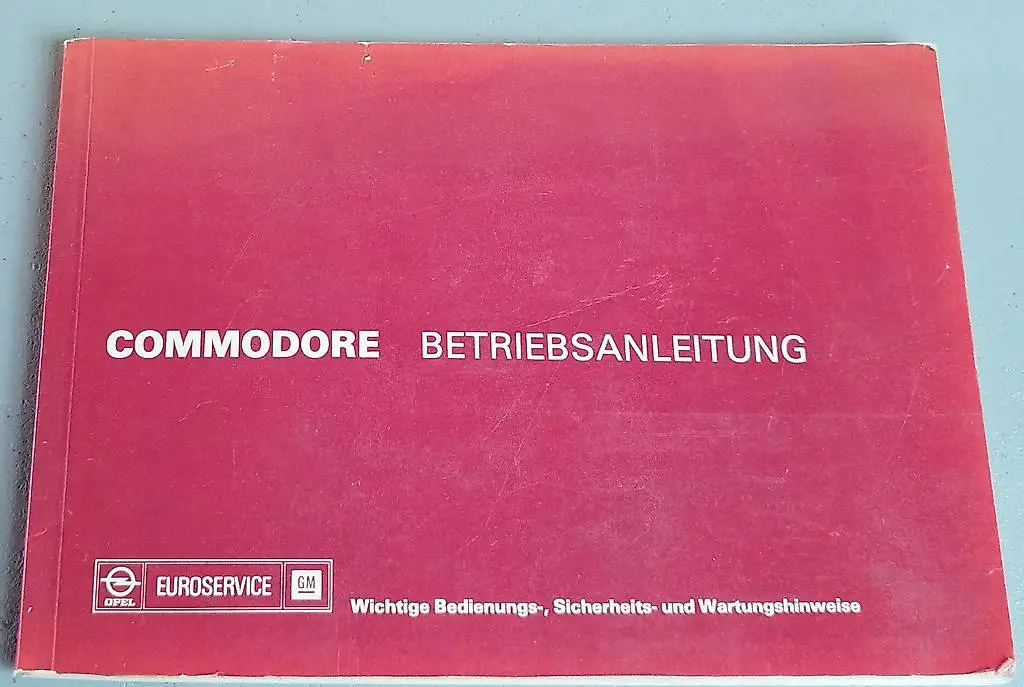 COMMODORE BETRIEBSANLEITUNG
OPEL EUROSERVICE GM
Wichtige Bedienungs-, Sicherheits- und Wartungshinweise